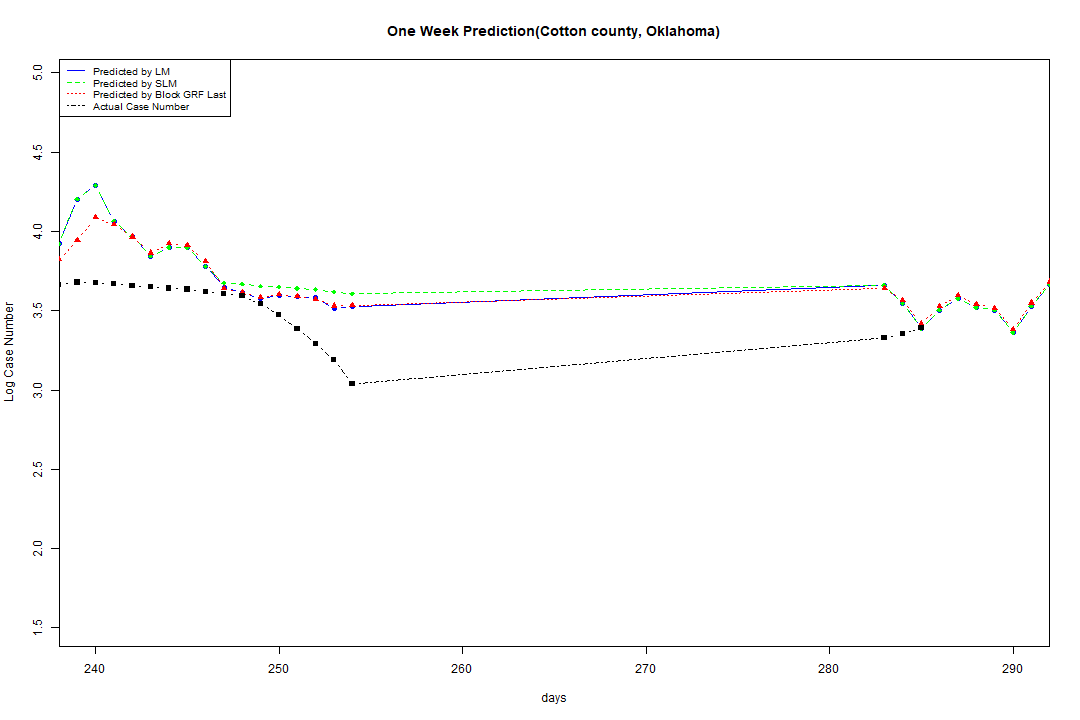 One Week Prediction(Cotton county, Oklahoma)
Predicted by LM
Predicted by SLM
Predicted by Block GRF Last
Actual Case Number
Log Case Number
5.0
4.5
4.0
3.5
3.0
2.5
2.0
1.5
240 250 260 270 280 290
days